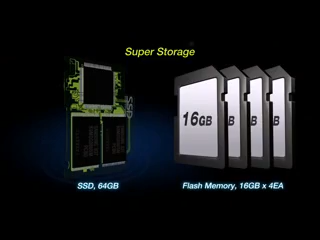 Super Storage
SSD
16GB
B
B
B
SSD, 64GB
Flash Memory, 16GB x 4EA